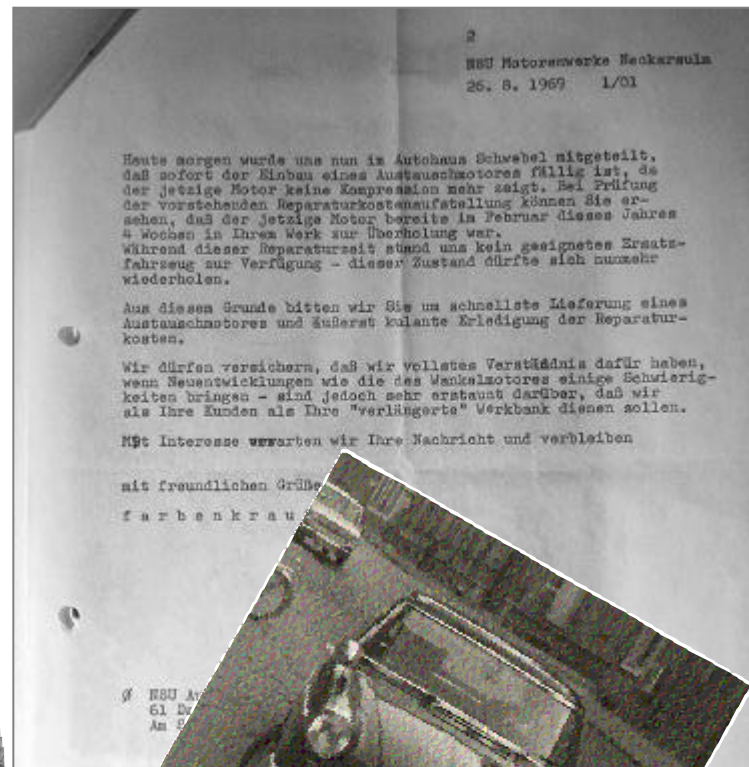 2
NSU Motorenwerke Neckarsulm
26. 8. 1969 1/01
Heute morgen wurde uns nun im Autohaus Schwebel mitgeteilt,
daß sofort der Einbau eines Austauschmotores fällig ist, da
der jetzige Motor keine Kompression mehr zeigt. Bei Prüfung
der vorstehenden Reparaturkostenaufstellung können Sie er-
sehen, daß der jetzige Motor bereits im Februar dieses Jahres
4 Wochen in Ihrem Werk zur Überholung war.
Während dieser Reparaturzeit stand uns kein geeignetes Ersatz-
fahrzeug zur Verfügung - dieser Zustand dürfte sich nunmehr
wiederholen.
Aus diesem Grunde bitten wir Sie um schnellste Lieferung eines
Austauschmotores und äußerst kulante Erledigung der Reparatur-
kosten.
Wir dürfen versichern, daß wir vollstes Verständnis dafür haben,
wenn Neuentwicklungen wie die des Wankelmotores einige Schwierig-
keiten bringen - sind jedoch sehr erstaunt darüber, daß wir
als Ihre Kunden als Ihre "verlängerte" Werkbank dienen sollen.
Mit Interesse erwarten wir Ihre Nachricht und verbleiben
mit freundlichen Grüße
farbenkrau
Ø NSU A
61 D
Am S